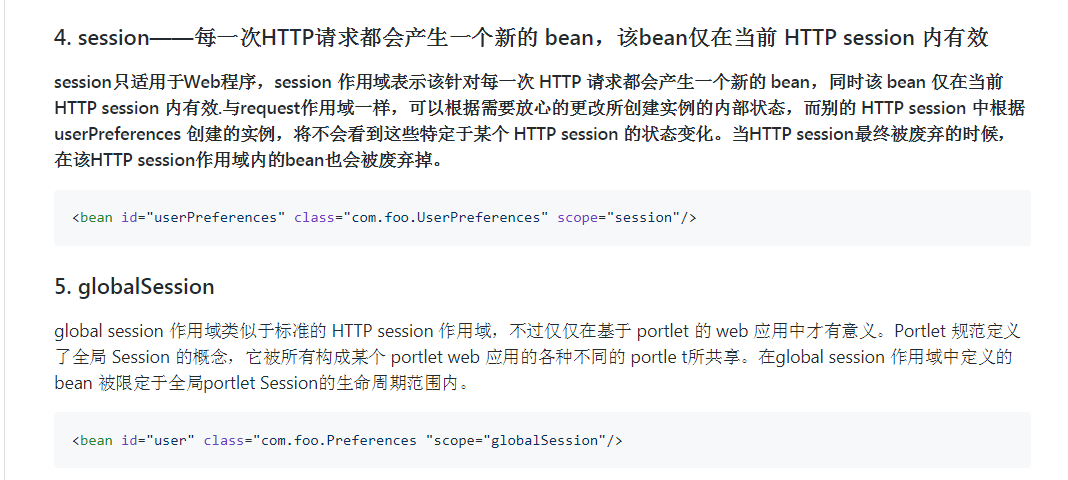 4. session——每一次HTTP请求都会产生一个新的 bean，该bean仅在当前 HTTP session 内有效
session只适用于Web程序，session 作用域表示该针对每一次 HTTP 请求都会产生一个新的 bean，同时该 bean 仅在当前
HTTP session 内有效.与request作用域一样，可以根据需要放心的更改所创建实例的内部状态，而别的 HTTP session 中根据
userPreferences 创建的实例，将不会看到这些特定于某个 HTTP session 的状态变化。当HTTP session最终被废弃的时候，
在该HTTP session作用域内的bean也会被废弃掉。
<bean id="userPreferences" class="com.foo.UserPreferences" scope="session"/>
5. globalSession
global session 作用域类似于标准的 HTTP session 作用域，不过仅仅在基于 portlet 的 web 应用中才有意义。Portlet 规范定义
了全局 Session 的概念，它被所有构成某个 portlet web 应用的各种不同的 portle t所共享。在global session 作用域中定义的
bean 被限定于全局portlet Session的生命周期范围内。
<bean id="user" class="com.foo.Preferences "scope="globalSession"/>